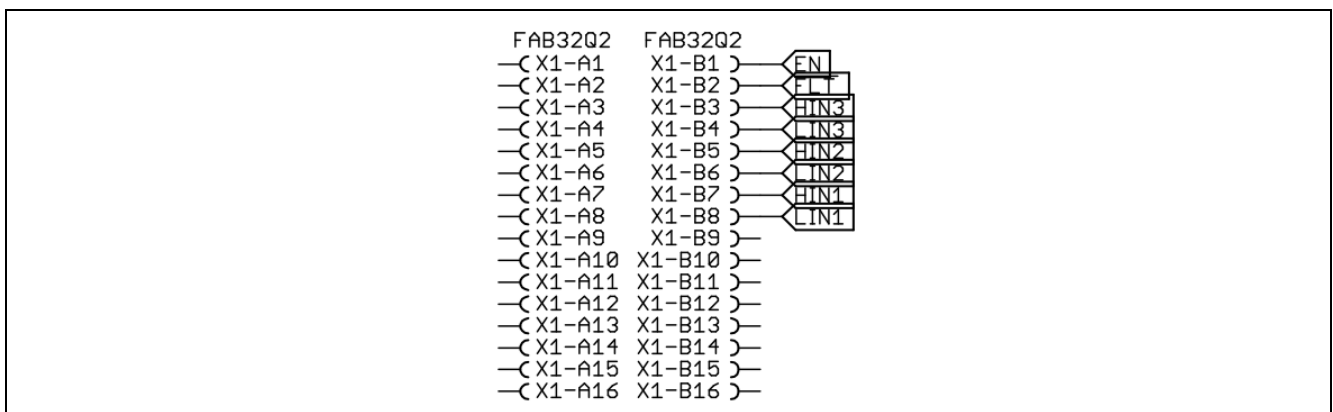 FAB32Q2 FAB32Q2
X1-A1 X1-B1 EN
X1-A2 X1-B2 FLT
X1-A3 X1-B3 HIN3
X1-A4 X1-B4 LIN3
X1-A5 X1-B5 HIN2
X1-A6 X1-B6 LIN2
X1-A7 X1-B7 HIN1
X1-A8 X1-B8 LIN1
X1-A9 X1-B9
X1-A10 X1-B10
X1-A11 X1-B11
X1-A12 X1-B12
X1-A13 X1-B13
X1-A14 X1-B14
X1-A15 X1-B15
X1-A16 X1-B16